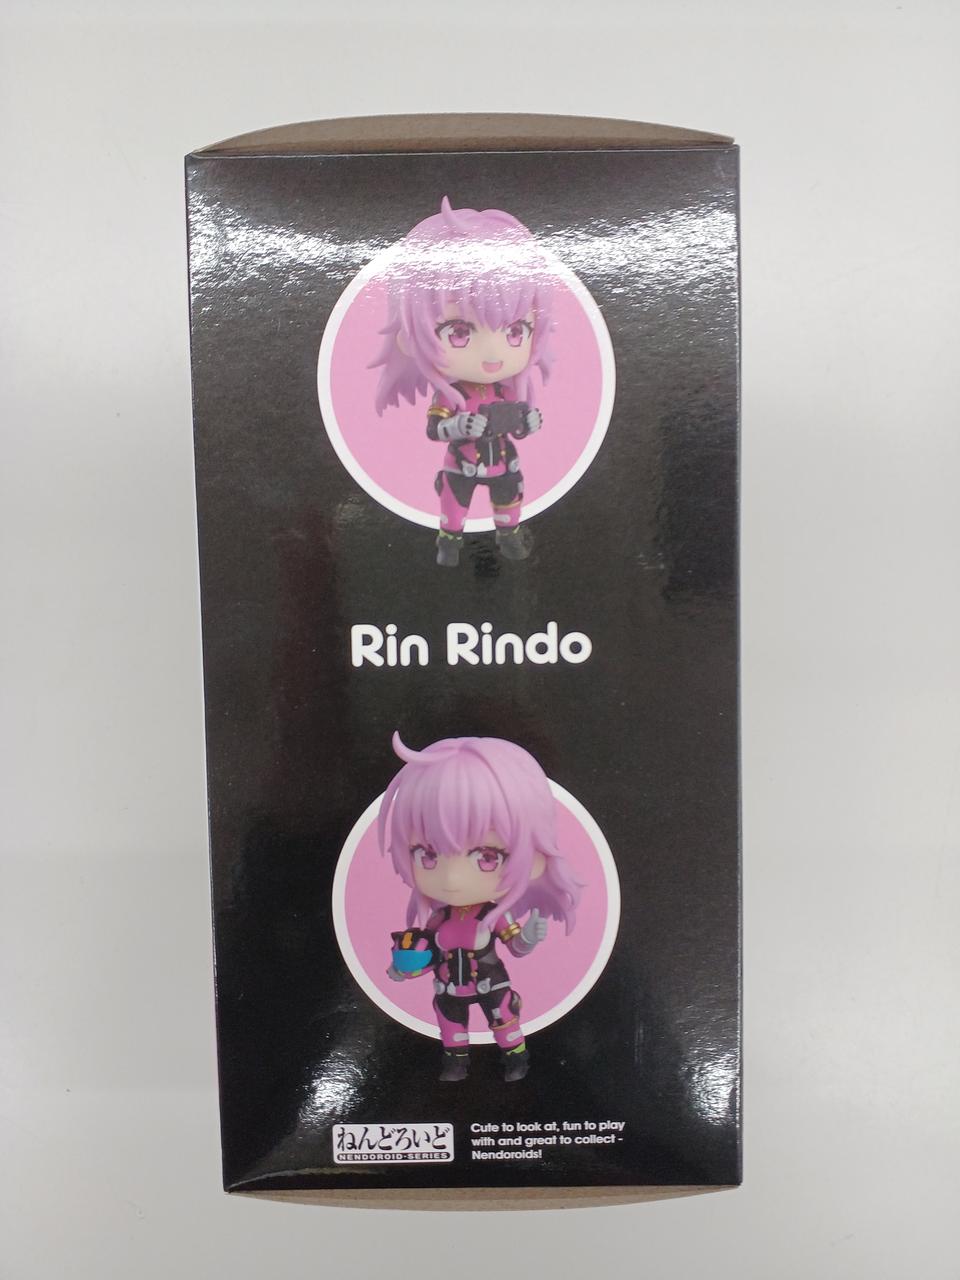 Rin Rindo
ねんどろいど
NENDOROID-SERIES
Cute to look at, fun to play
with and great to collect -
Nendoroids!